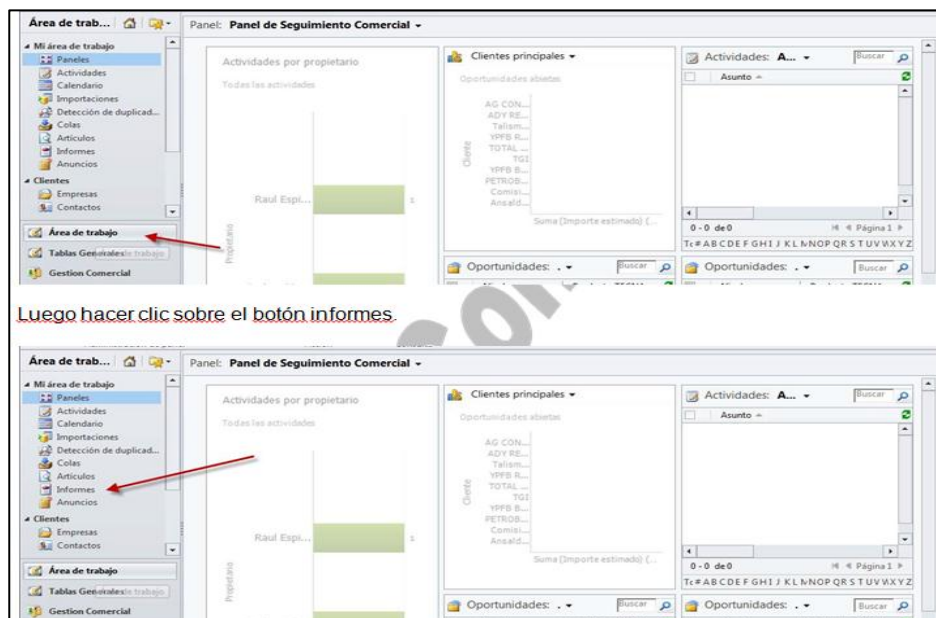 Área de trab...
Panel: Panel de Seguimiento Comercial
Mi área de trabajo
Paneles
Actividades
Calendario
Importaciones
Detección de duplicad...
Colas
Artículos
Informes
Anuncios
Clientes
Empresas
Contactos
Área de trabajo
Tablas Generales
Gestion Comercial
Actividades por propietario
Todas las actividades
Raul Espi...
1
Propietario
Clientes principales
Oportunidades abiertas
AG CON...
ADY RE...
Talism...
YPFB R...
TOTAL ...
TGI
YPFB B...
PETROB...
Comisi...
Ansald...
Cliente
Suma (Importe estimado) (...
Actividades: A...
Buscar
Asunto
0 - 0 de 0
Página 1
# A B C D E F G H I J K L M N O P Q R S T U V W X Y Z
Oportunidades: .
Buscar
Oportunidades: .
Buscar
Luego hacer clic sobre el botón informes.
Área de trab...
Panel: Panel de Seguimiento Comercial
Mi área de trabajo
Paneles
Actividades
Calendario
Importaciones
Detección de duplicad...
Colas
Artículos
Informes
Anuncios
Clientes
Empresas
Contactos
Área de trabajo
Tablas Generales
Gestion Comercial
Actividades por propietario
Todas las actividades
Raul Espi...
1
Propietario
Clientes principales
Oportunidades abiertas
AG CON...
ADY RE...
Talism...
YPFB R...
TOTAL ...
TGI
YPFB B...
PETROB...
Comisi...
Ansald...
Cliente
Suma (Importe estimado) (...
Actividades: A...
Buscar
Asunto
0 - 0 de 0
Página 1
# A B C D E F G H I J K L M N O P Q R S T U V W X Y Z
Oportunidades: .
Buscar
Oportunidades: .
Buscar